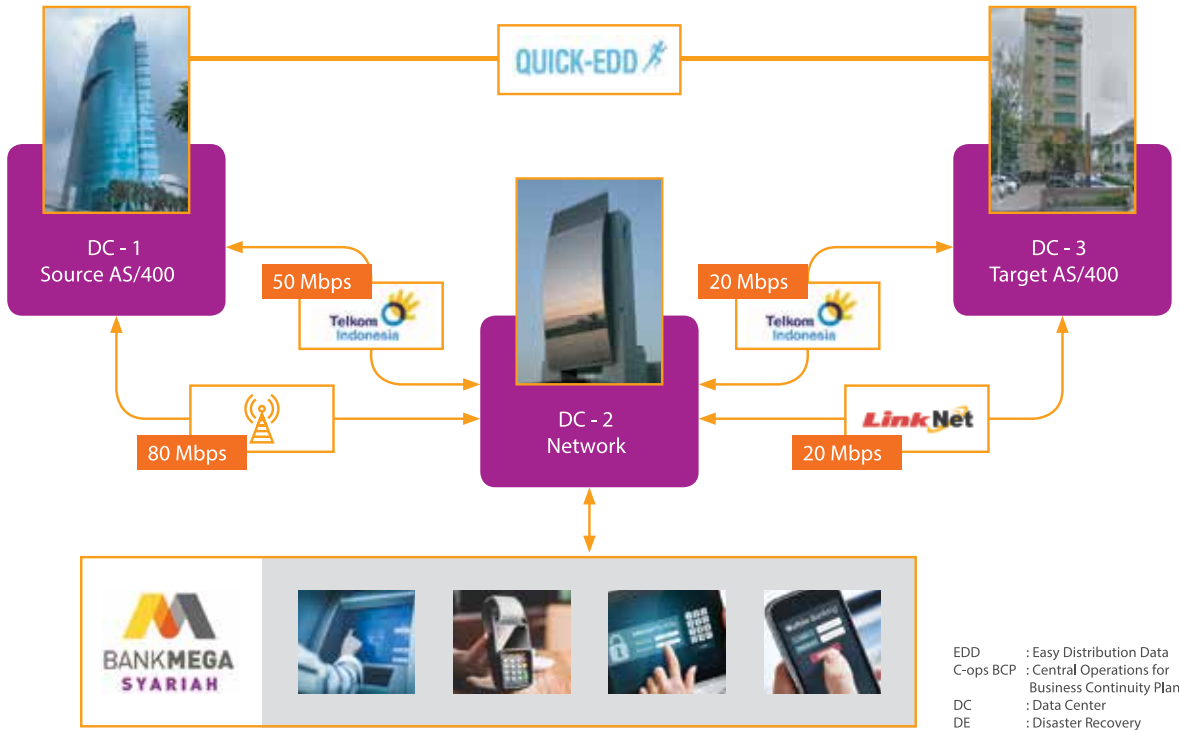 QUICK-EDD
DC - 1
Source AS/400
DC - 3
Target AS/400
50 Mbps
Telkom
Indonesia
20 Mbps
Telkom
Indonesia
DC - 2
Network
80 Mbps
LinkNet
20 Mbps
BANKMEGA
SYARIAH
EDD : Easy Distribution Data
C-ops BCP : Central Operations for
Business Continuity Plan
DC : Data Center
DE : Disaster Recovery